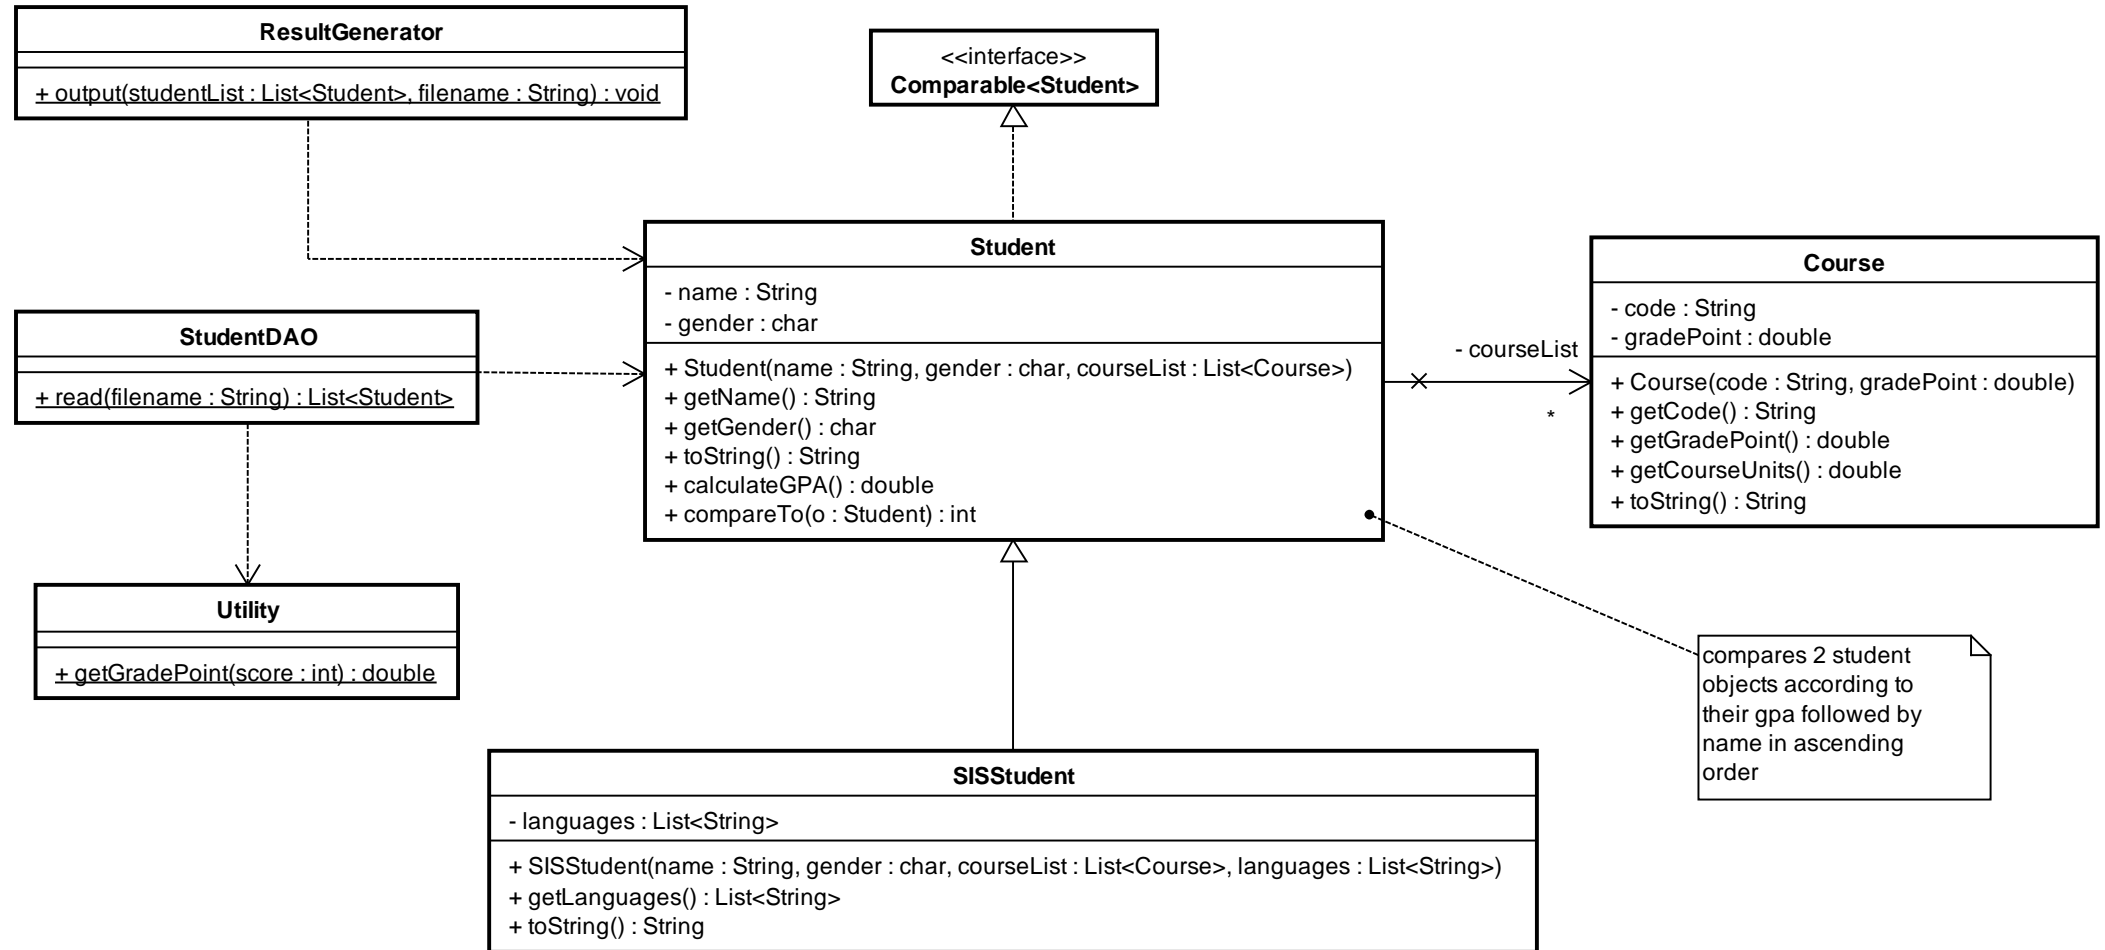 ResultGenerator
+ output(studentList : List<Student>, filename : String) : void
<<interface>>
Comparable<Student>
Student
- name : String
- gender : char
+ Student(name : String, gender : char, courseList : List<Course>)
+ getName() : String
+ getGender() : char
+ toString() : String
+ calculateGPA() : double
+ compareTo(o : Student) : int
- courseList
*
Course
- code : String
- gradePoint : double
+ Course(code : String, gradePoint : double)
+ getCode() : String
+ getGradePoint() : double
+ getCourseUnits() : double
+ toString() : String
StudentDAO
+ read(filename : String) : List<Student>
Utility
+ getGradePoint(score : int) : double
compares 2 student
objects according to
their gpa followed by
name in ascending
order
SISStudent
- languages : List<String>
+ SISStudent(name : String, gender : char, courseList : List<Course>, languages : List<String>)
+ getLanguages() : List<String>
+ toString() : String